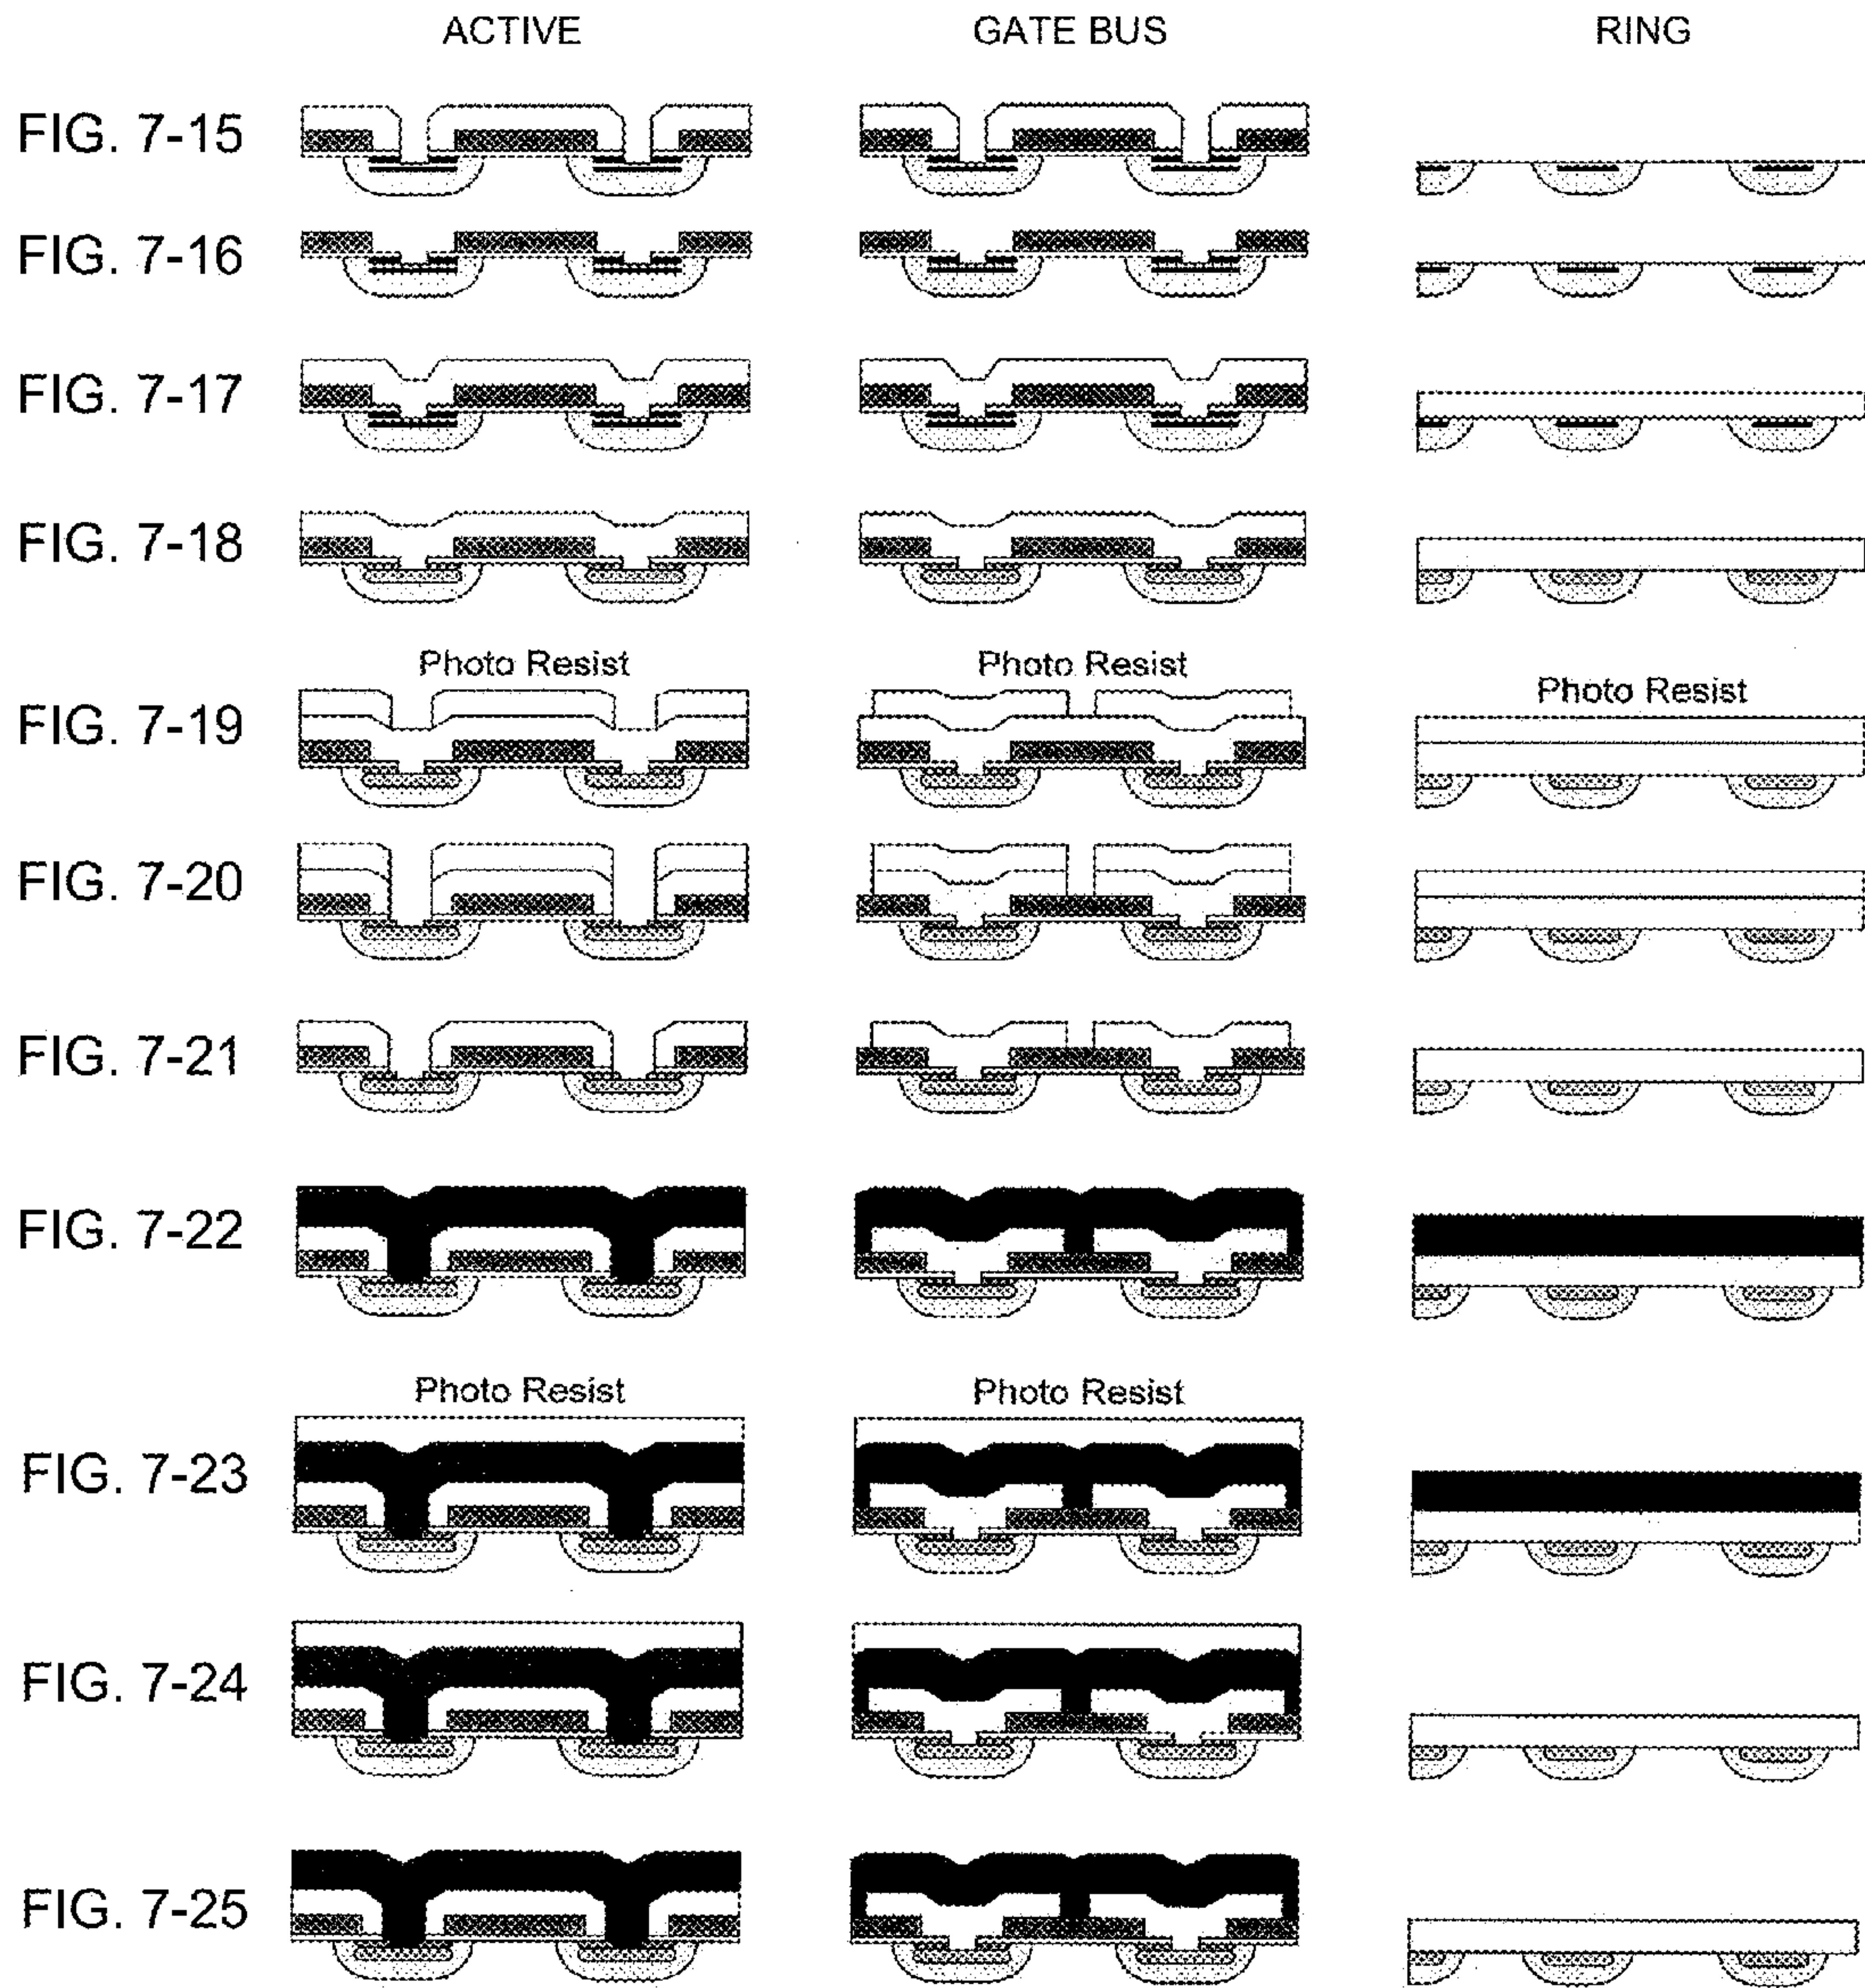 ACTIVE GATE BUS RING
FIG. 7-15
FIG. 7-16
FIG. 7-17
FIG. 7-18
Photo Resist Photo Resist Photo Resist
FIG. 7-19
FIG. 7-20
FIG. 7-21
FIG. 7-22
Photo Resist Photo Resist
FIG. 7-23
FIG. 7-24
FIG. 7-25